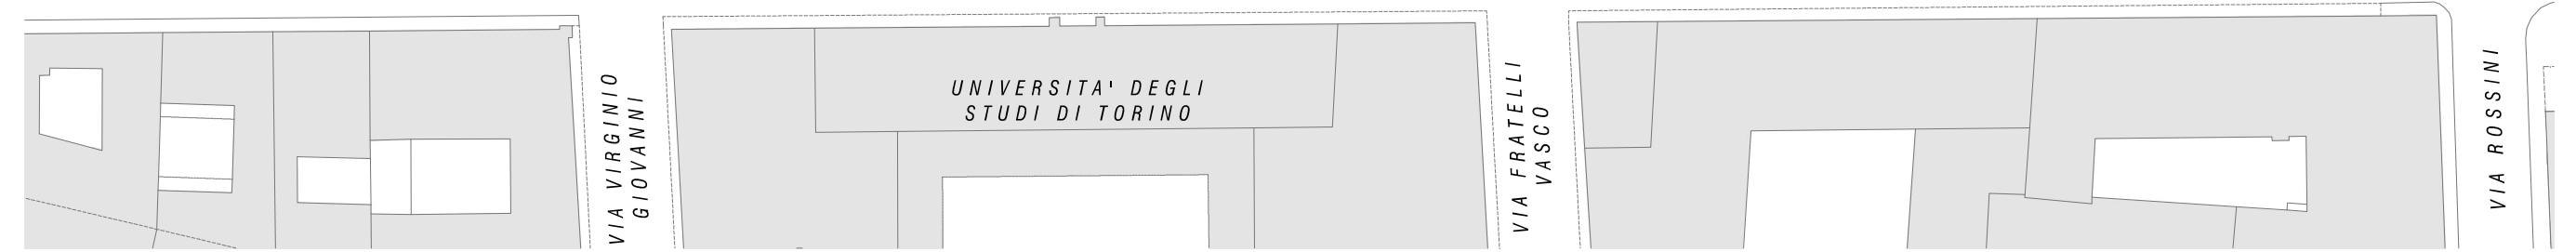 VIA VIRGINIO
GIOVANNI
UNIVERSITA' DEGLI
STUDI DI TORINO
VIA FRATELLI
VASCO
VIA ROSSINI